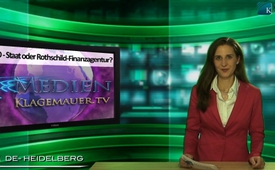 - Staat oder Rothschild-Finanzagentur?
MEDIEN
KLAGEMAUER.TV
DE- HEIDELBERG
K